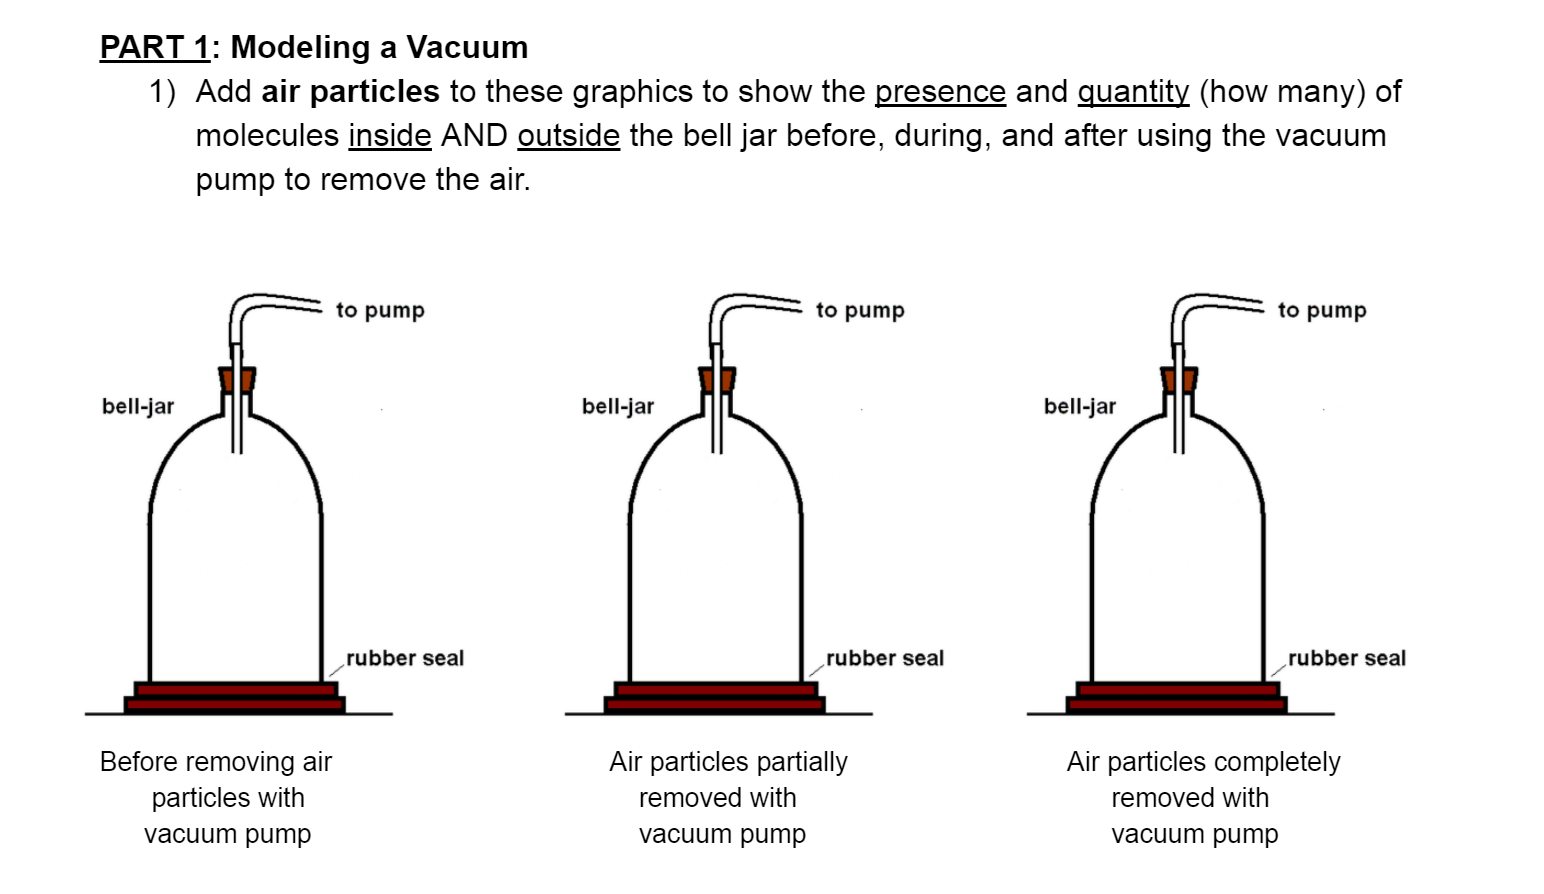 PART 1: Modeling a Vacuum
1) Add air particles to these graphics to show the presence and quantity (how many) of
molecules inside AND outside the bell jar before, during, and after using the vacuum
pump to remove the air.
to pump
bell-jar
rubber seal
Before removing air
particles with
vacuum pump
to pump
bell-jar
rubber seal
Air particles partially
removed with
vacuum pump
to pump
bell-jar
rubber seal
Air particles completely
removed with
vacuum pump